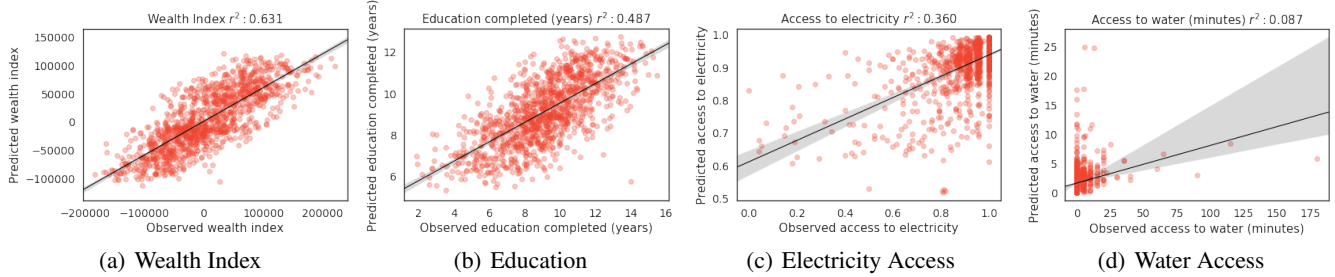 Wealth Index r² : 0.631
Predicted wealth index
150000
100000
50000
0
−50000
−100000
−200000 −100000 0 100000 200000
Observed wealth index
(a) Wealth Index
Education completed (years) r² : 0.487
Predicted education completed (years)
12
10
8
6
2 4 6 8 10 12 14 16
Observed education completed (years)
(b) Education
Access to electricity r² : 0.360
Predicted access to electricity
1.0
0.9
0.8
0.7
0.6
0.5
0.0 0.2 0.4 0.6 0.8 1.0
Observed access to electricity
(c) Electricity Access
Access to water (minutes) r² : 0.087
Predicted access to water (minutes)
25
20
15
10
5
0
0 25 50 75 100 125 150 175
Observed access to water (minutes)
(d) Water Access